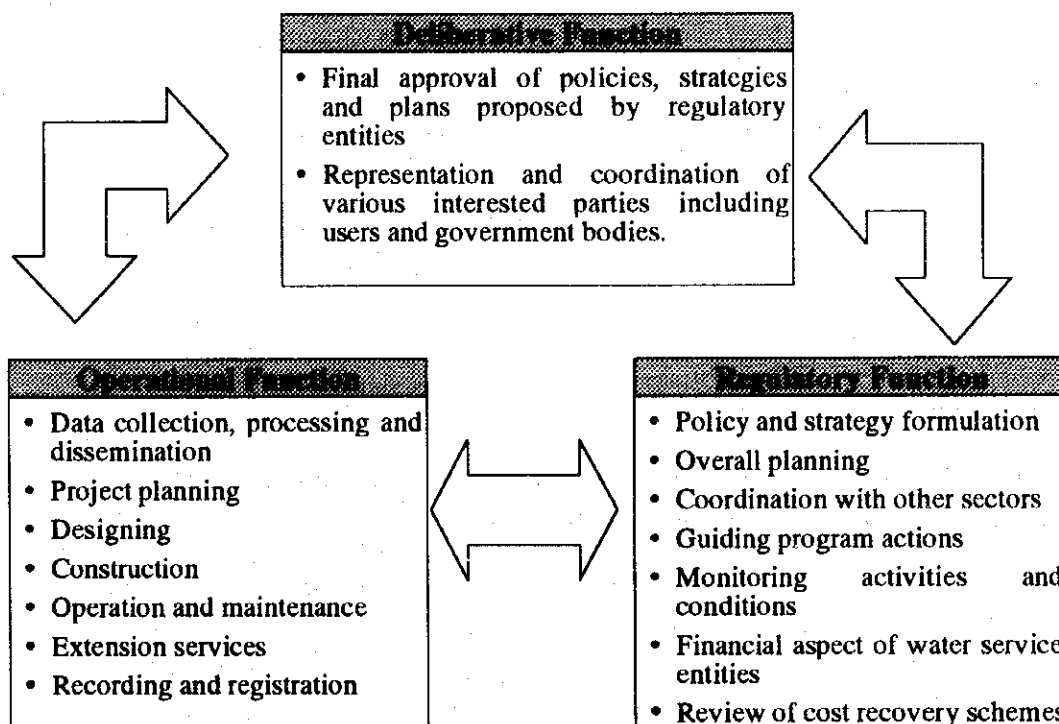 Deliberative Function
• Final approval of policies, strategies
and plans proposed by regulatory
entities
• Representation and coordination of
various interested parties including
users and government bodies.
Operational Function
• Data collection, processing and
dissemination
• Project planning
• Designing
• Construction
• Operation and maintenance
• Extension services
• Recording and registration
Regulatory Function
• Policy and strategy formulation
• Overall planning
• Coordination with other sectors
• Guiding program actions
• Monitoring activities and
conditions
• Financial aspect of water service
entities
• Review of cost recovery schemes